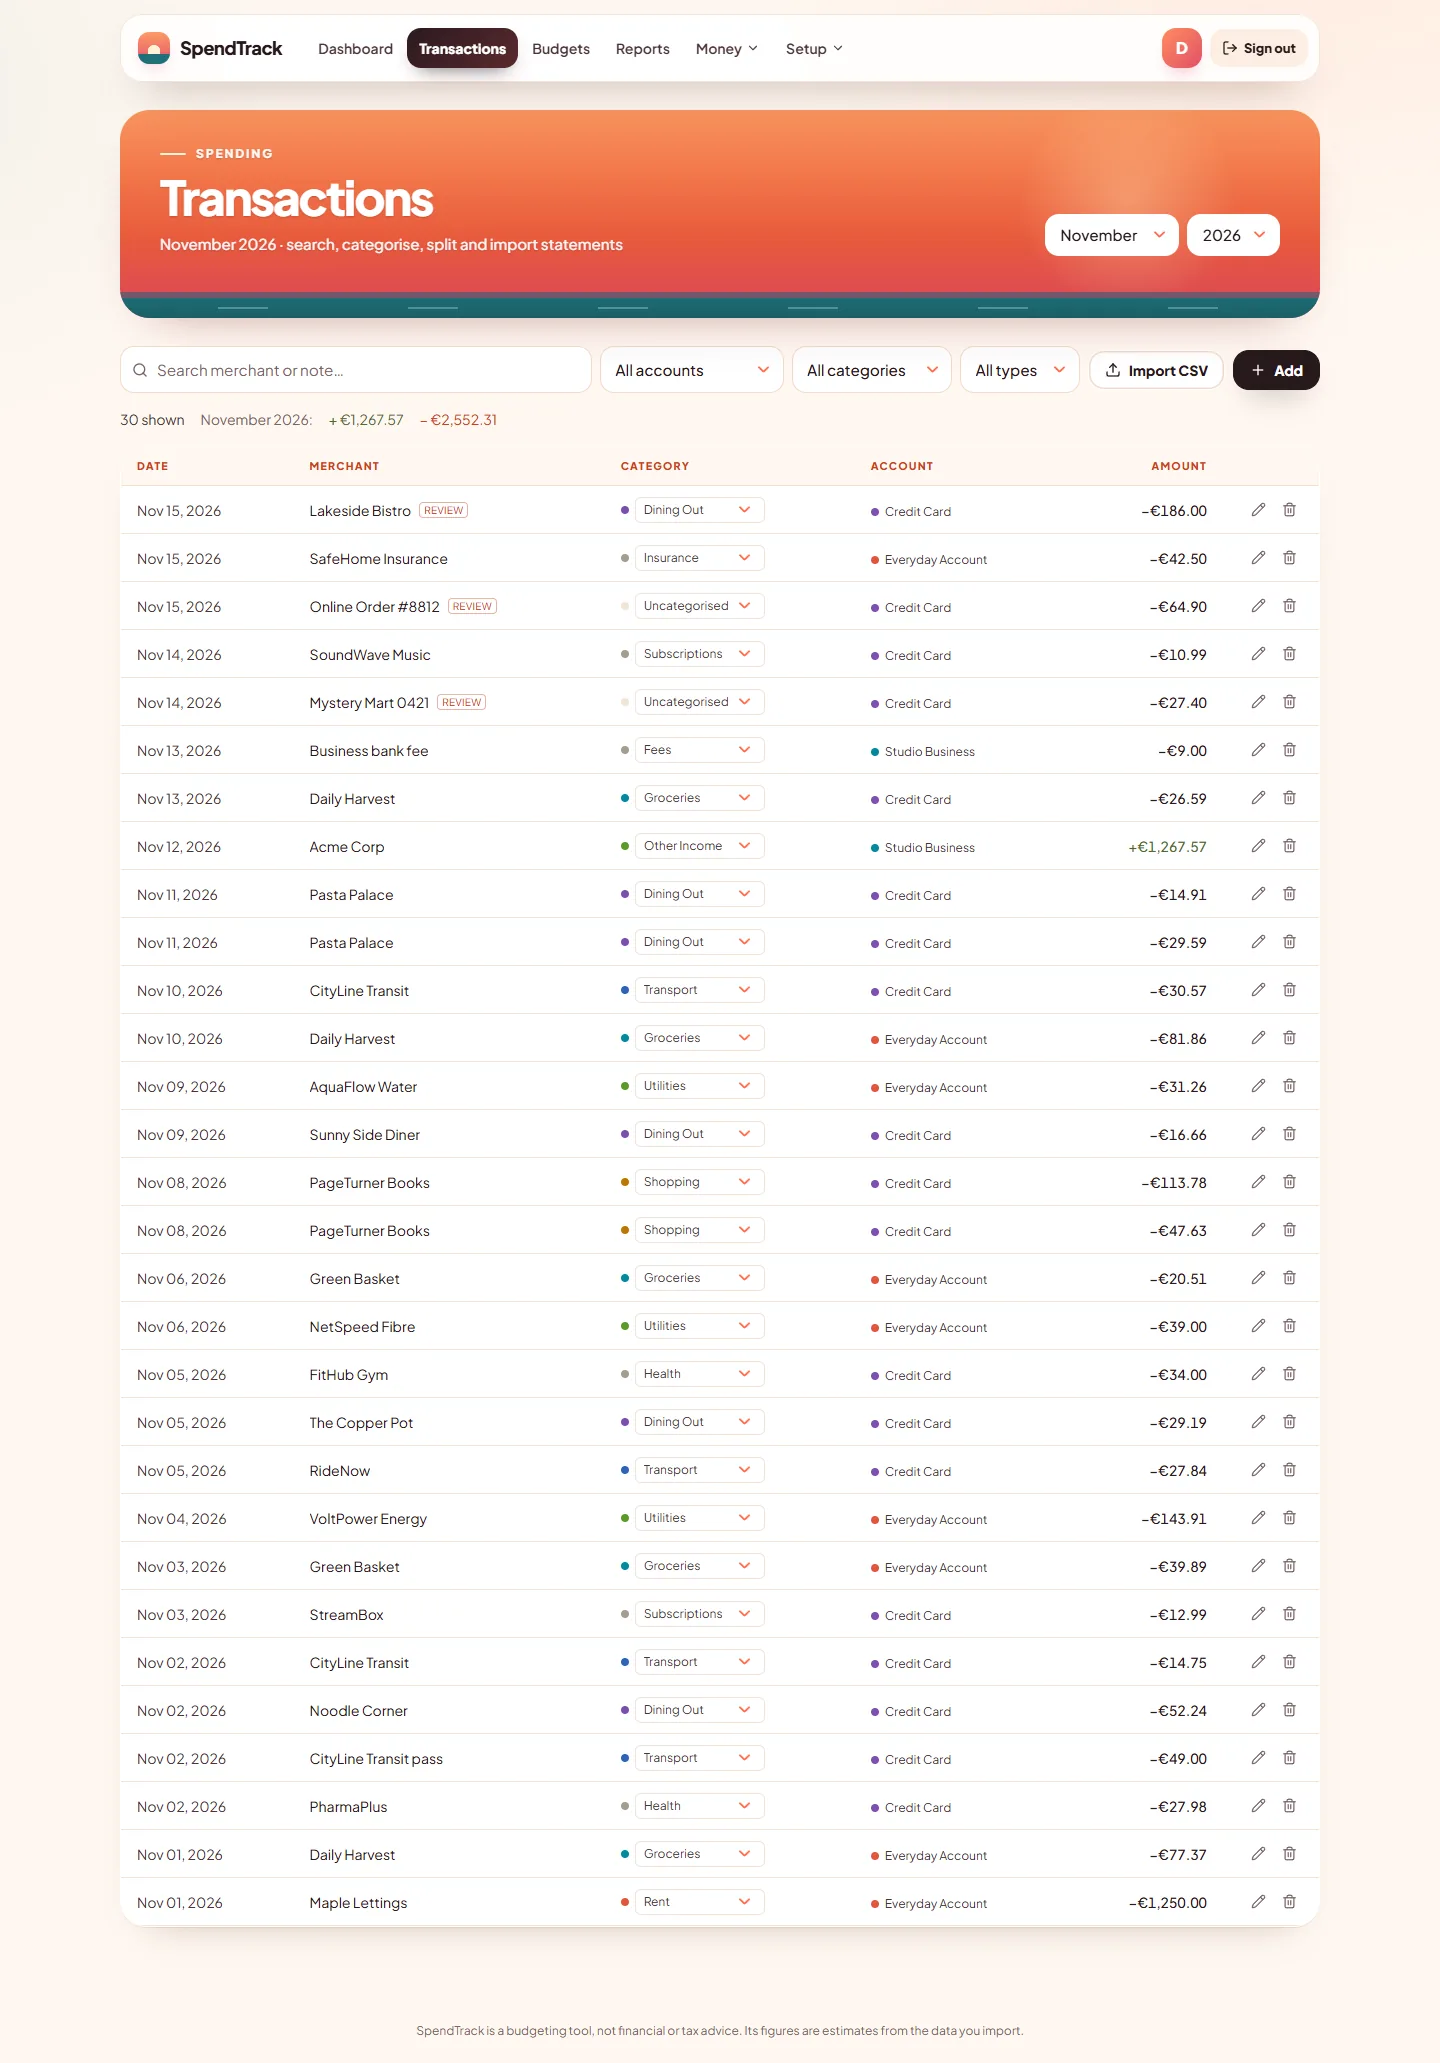 SpendTrack Dashboard Transactions Budgets Reports Money Setup D Sign out
SPENDING
Transactions
November 2026 · search, categorise, split and import statements
November 2026
Search merchant or note... All accounts All categories All types Import CSV + Add
30 shown November 2026: + €1,267.57 − €2,552.31
DATE MERCHANT CATEGORY ACCOUNT AMOUNT
Nov 15, 2026 Lakeside Bistro REVIEW Dining Out Credit Card −€186.00
Nov 15, 2026 SafeHome Insurance Insurance Everyday Account −€42.50
Nov 15, 2026 Online Order #8812 REVIEW Uncategorised Credit Card −€64.90
Nov 14, 2026 SoundWave Music Subscriptions Credit Card −€10.99
Nov 14, 2026 Mystery Mart 0421 REVIEW Uncategorised Credit Card −€27.40
Nov 13, 2026 Business bank fee Fees Studio Business −€9.00
Nov 13, 2026 Daily Harvest Groceries Credit Card −€26.59
Nov 12, 2026 Acme Corp Other Income Studio Business +€1,267.57
Nov 11, 2026 Pasta Palace Dining Out Credit Card −€14.91
Nov 11, 2026 Pasta Palace Dining Out Credit Card −€29.59
Nov 10, 2026 CityLine Transit Transport Credit Card −€30.57
Nov 10, 2026 Daily Harvest Groceries Everyday Account −€81.86
Nov 09, 2026 AquaFlow Water Utilities Everyday Account −€31.26
Nov 09, 2026 Sunny Side Diner Dining Out Credit Card −€16.66
Nov 08, 2026 PageTurner Books Shopping Credit Card −€113.78
Nov 08, 2026 PageTurner Books Shopping Credit Card −€47.63
Nov 06, 2026 Green Basket Groceries Everyday Account −€20.51
Nov 06, 2026 NetSpeed Fibre Utilities Everyday Account −€39.00
Nov 05, 2026 FitHub Gym Health Credit Card −€34.00
Nov 05, 2026 The Copper Pot Dining Out Credit Card −€29.19
Nov 05, 2026 RideNow Transport Credit Card −€27.84
Nov 04, 2026 VoltPower Energy Utilities Everyday Account −€143.91
Nov 03, 2026 Green Basket Groceries Everyday Account −€39.89
Nov 03, 2026 StreamBox Subscriptions Credit Card −€12.99
Nov 02, 2026 CityLine Transit Transport Credit Card −€14.75
Nov 02, 2026 Noodle Corner Dining Out Credit Card −€52.24
Nov 02, 2026 CityLine Transit pass Transport Credit Card −€49.00
Nov 02, 2026 PharmaPlus Health Credit Card −€27.98
Nov 01, 2026 Daily Harvest Groceries Everyday Account −€77.37
Nov 01, 2026 Maple Lettings Rent Everyday Account −€1,250.00
SpendTrack is a budgeting tool, not financial or tax advice. Its figures are estimates from the data you import.